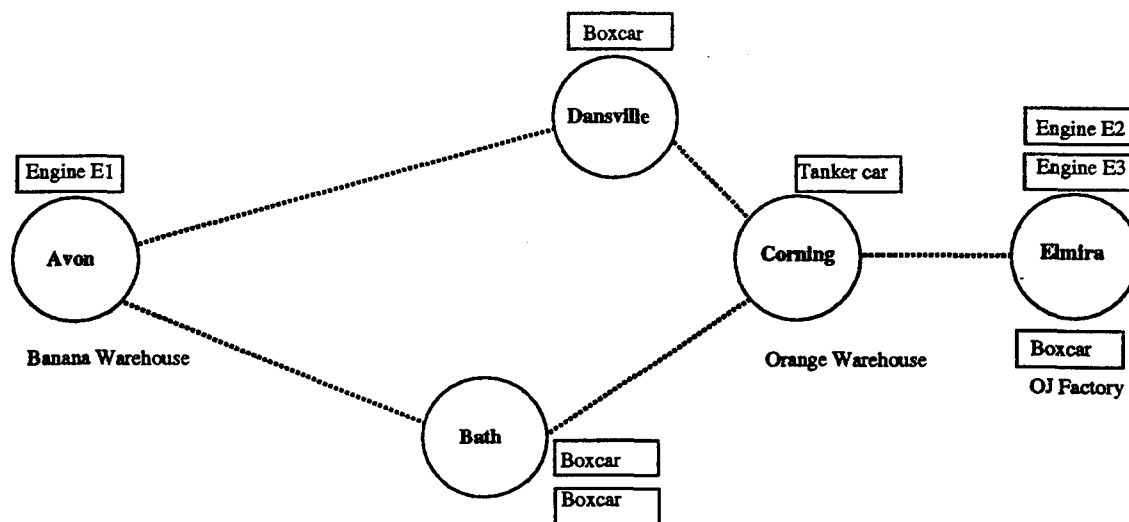 Boxcar
Dansville
Engine E2
Engine E3
Engine E1
Tanker car
Avon
Corning
Elmira
Banana Warehouse
Orange Warehouse
Boxcar
OJ Factory
Bath
Boxcar
Boxcar